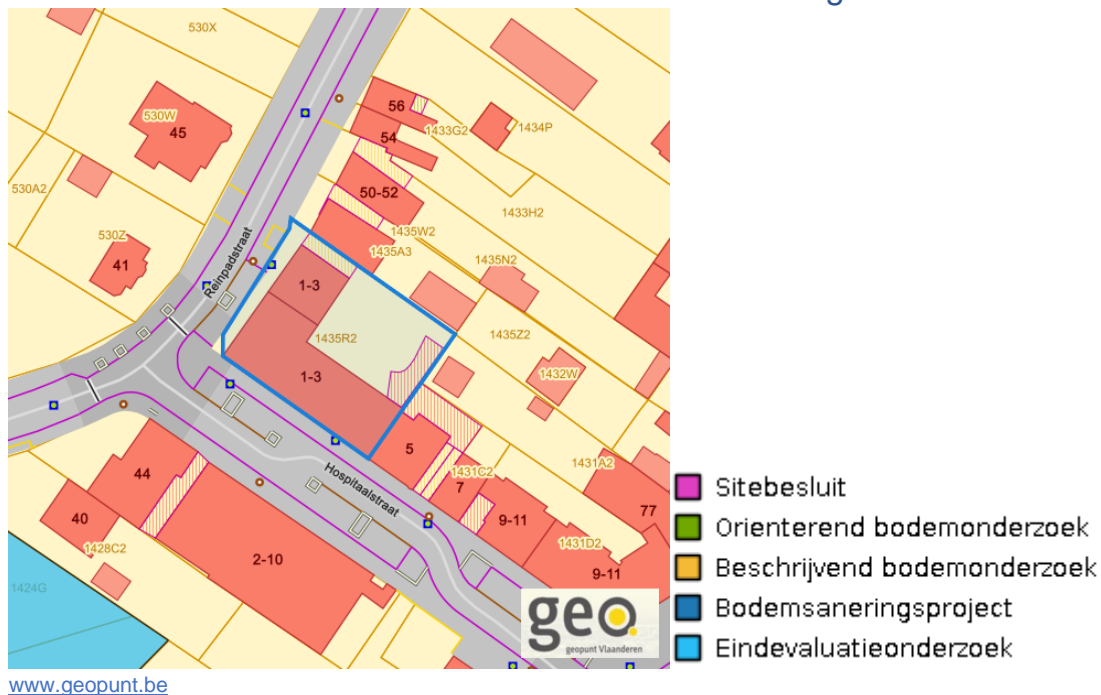 530X
56
1433G2
1434P
530W
45
54
530A2
50-52
1433H2
530Z
1435W2
41
Reinpadstraat
1435A3
1435N2
1-3
1435R2
1435Z2
1-3
1432W
5
1431A2
44
Hospitaalstraat
1431C2
7
77
40
9-11
1428C2
2-10
1431D2
9-11
1424G
geo.
geopunt Vlaanderen
Sitebesluit
Orienterend bodemonderzoek
Beschrijvend bodemonderzoek
Bodemsaneringsproject
Eindevaluatieonderzoek
www.geopunt.be